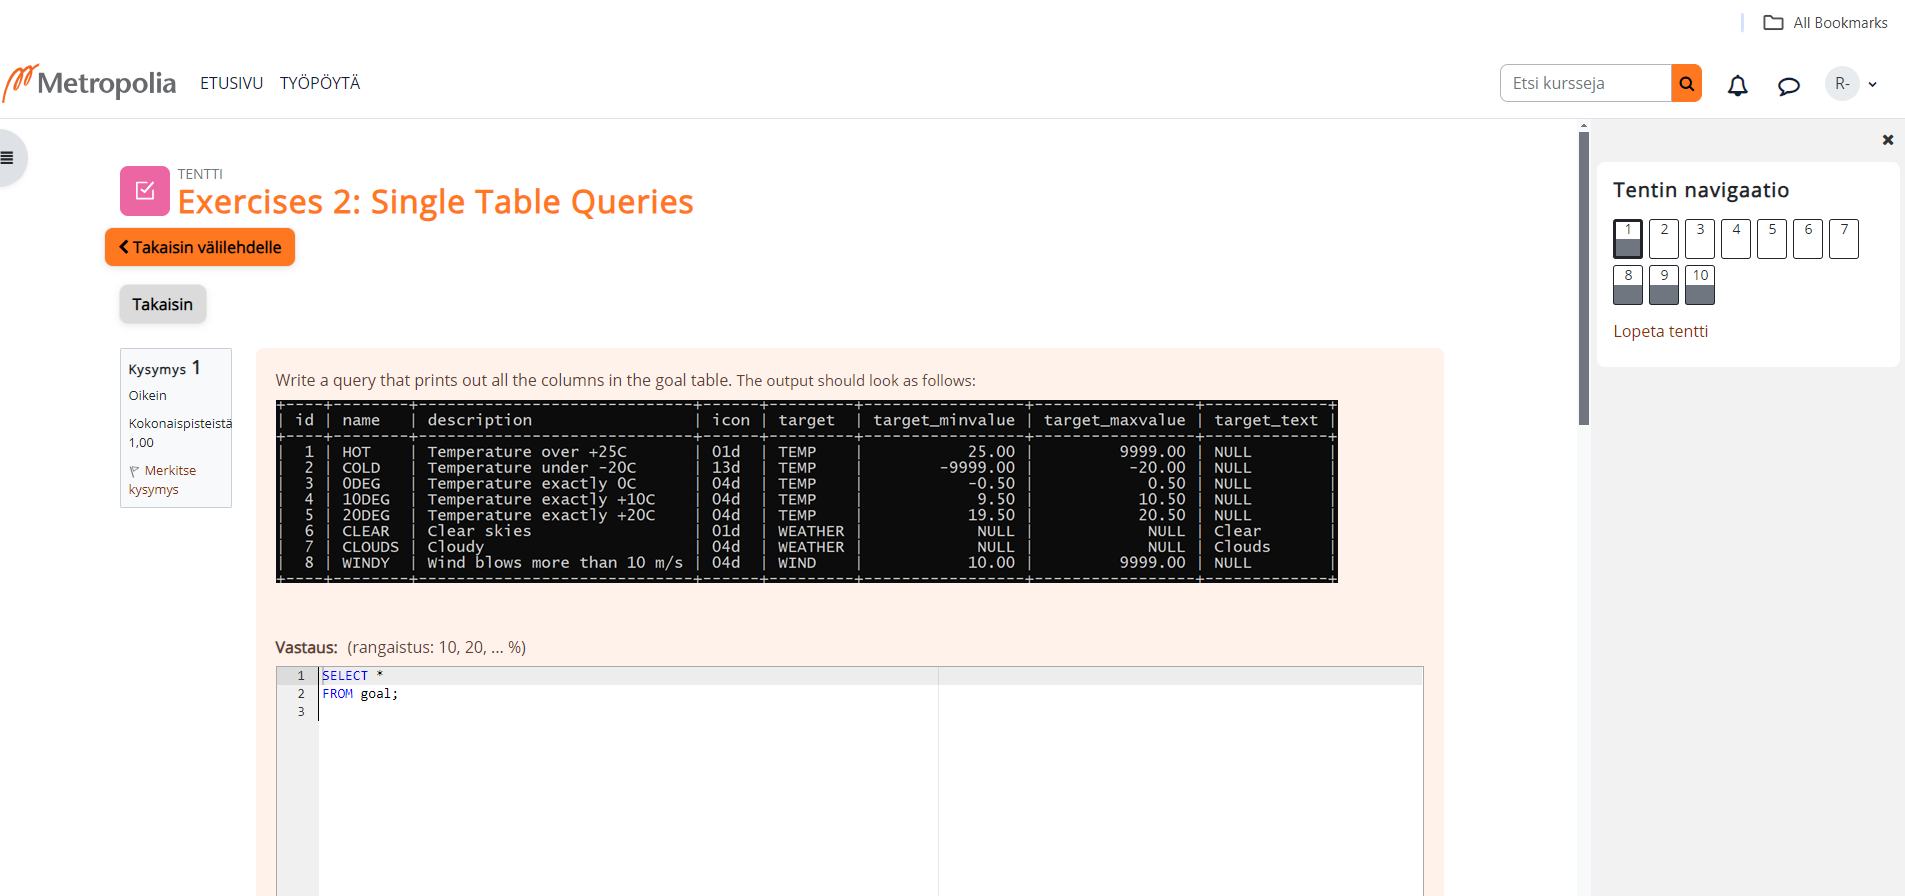 All Bookmarks
Metropolia ETUSIVU TYÖPÖYTÄ Etsi kursseja R-
TENTTI
Exercises 2: Single Table Queries
Takaisin välilehdelle
Takaisin
Kysymys 1
Oikein
Kokonaispisteistä
1,00
Merkitse
kysymys
Write a query that prints out all the columns in the goal table. The output should look as follows:
+----+--------+----------------------------+------+---------+-----------------+-----------------+-------------+
| id | name | description | icon | target | target_minvalue | target_maxvalue | target_text |
+----+--------+----------------------------+------+---------+-----------------+-----------------+-------------+
| 1 | HOT | Temperature over +25C | 01d | TEMP | 25.00 | 9999.00 | NULL |
| 2 | COLD | Temperature under -20C | 13d | TEMP | -9999.00 | -20.00 | NULL |
| 3 | 0DEG | Temperature exactly 0C | 04d | TEMP | -0.50 | 0.50 | NULL |
| 4 | 10DEG | Temperature exactly +10C | 04d | TEMP | 9.50 | 10.50 | NULL |
| 5 | 20DEG | Temperature exactly +20C | 04d | TEMP | 19.50 | 20.50 | NULL |
| 6 | CLEAR | Clear skies | 01d | WEATHER | NULL | NULL | Clear |
| 7 | CLOUDS | Cloudy | 04d | WEATHER | NULL | NULL | Clouds |
| 8 | WINDY | Wind blows more than 10 m/s | 04d | WIND | 10.00 | 9999.00 | NULL |
+----+--------+----------------------------+------+---------+-----------------+-----------------+-------------+
Vastaus: (rangaistus: 10, 20, ... %)
1 SELECT *
2 FROM goal;
3
Tentin navigaatio
1 2 3 4 5 6 7
8 9 10
Lopeta tentti